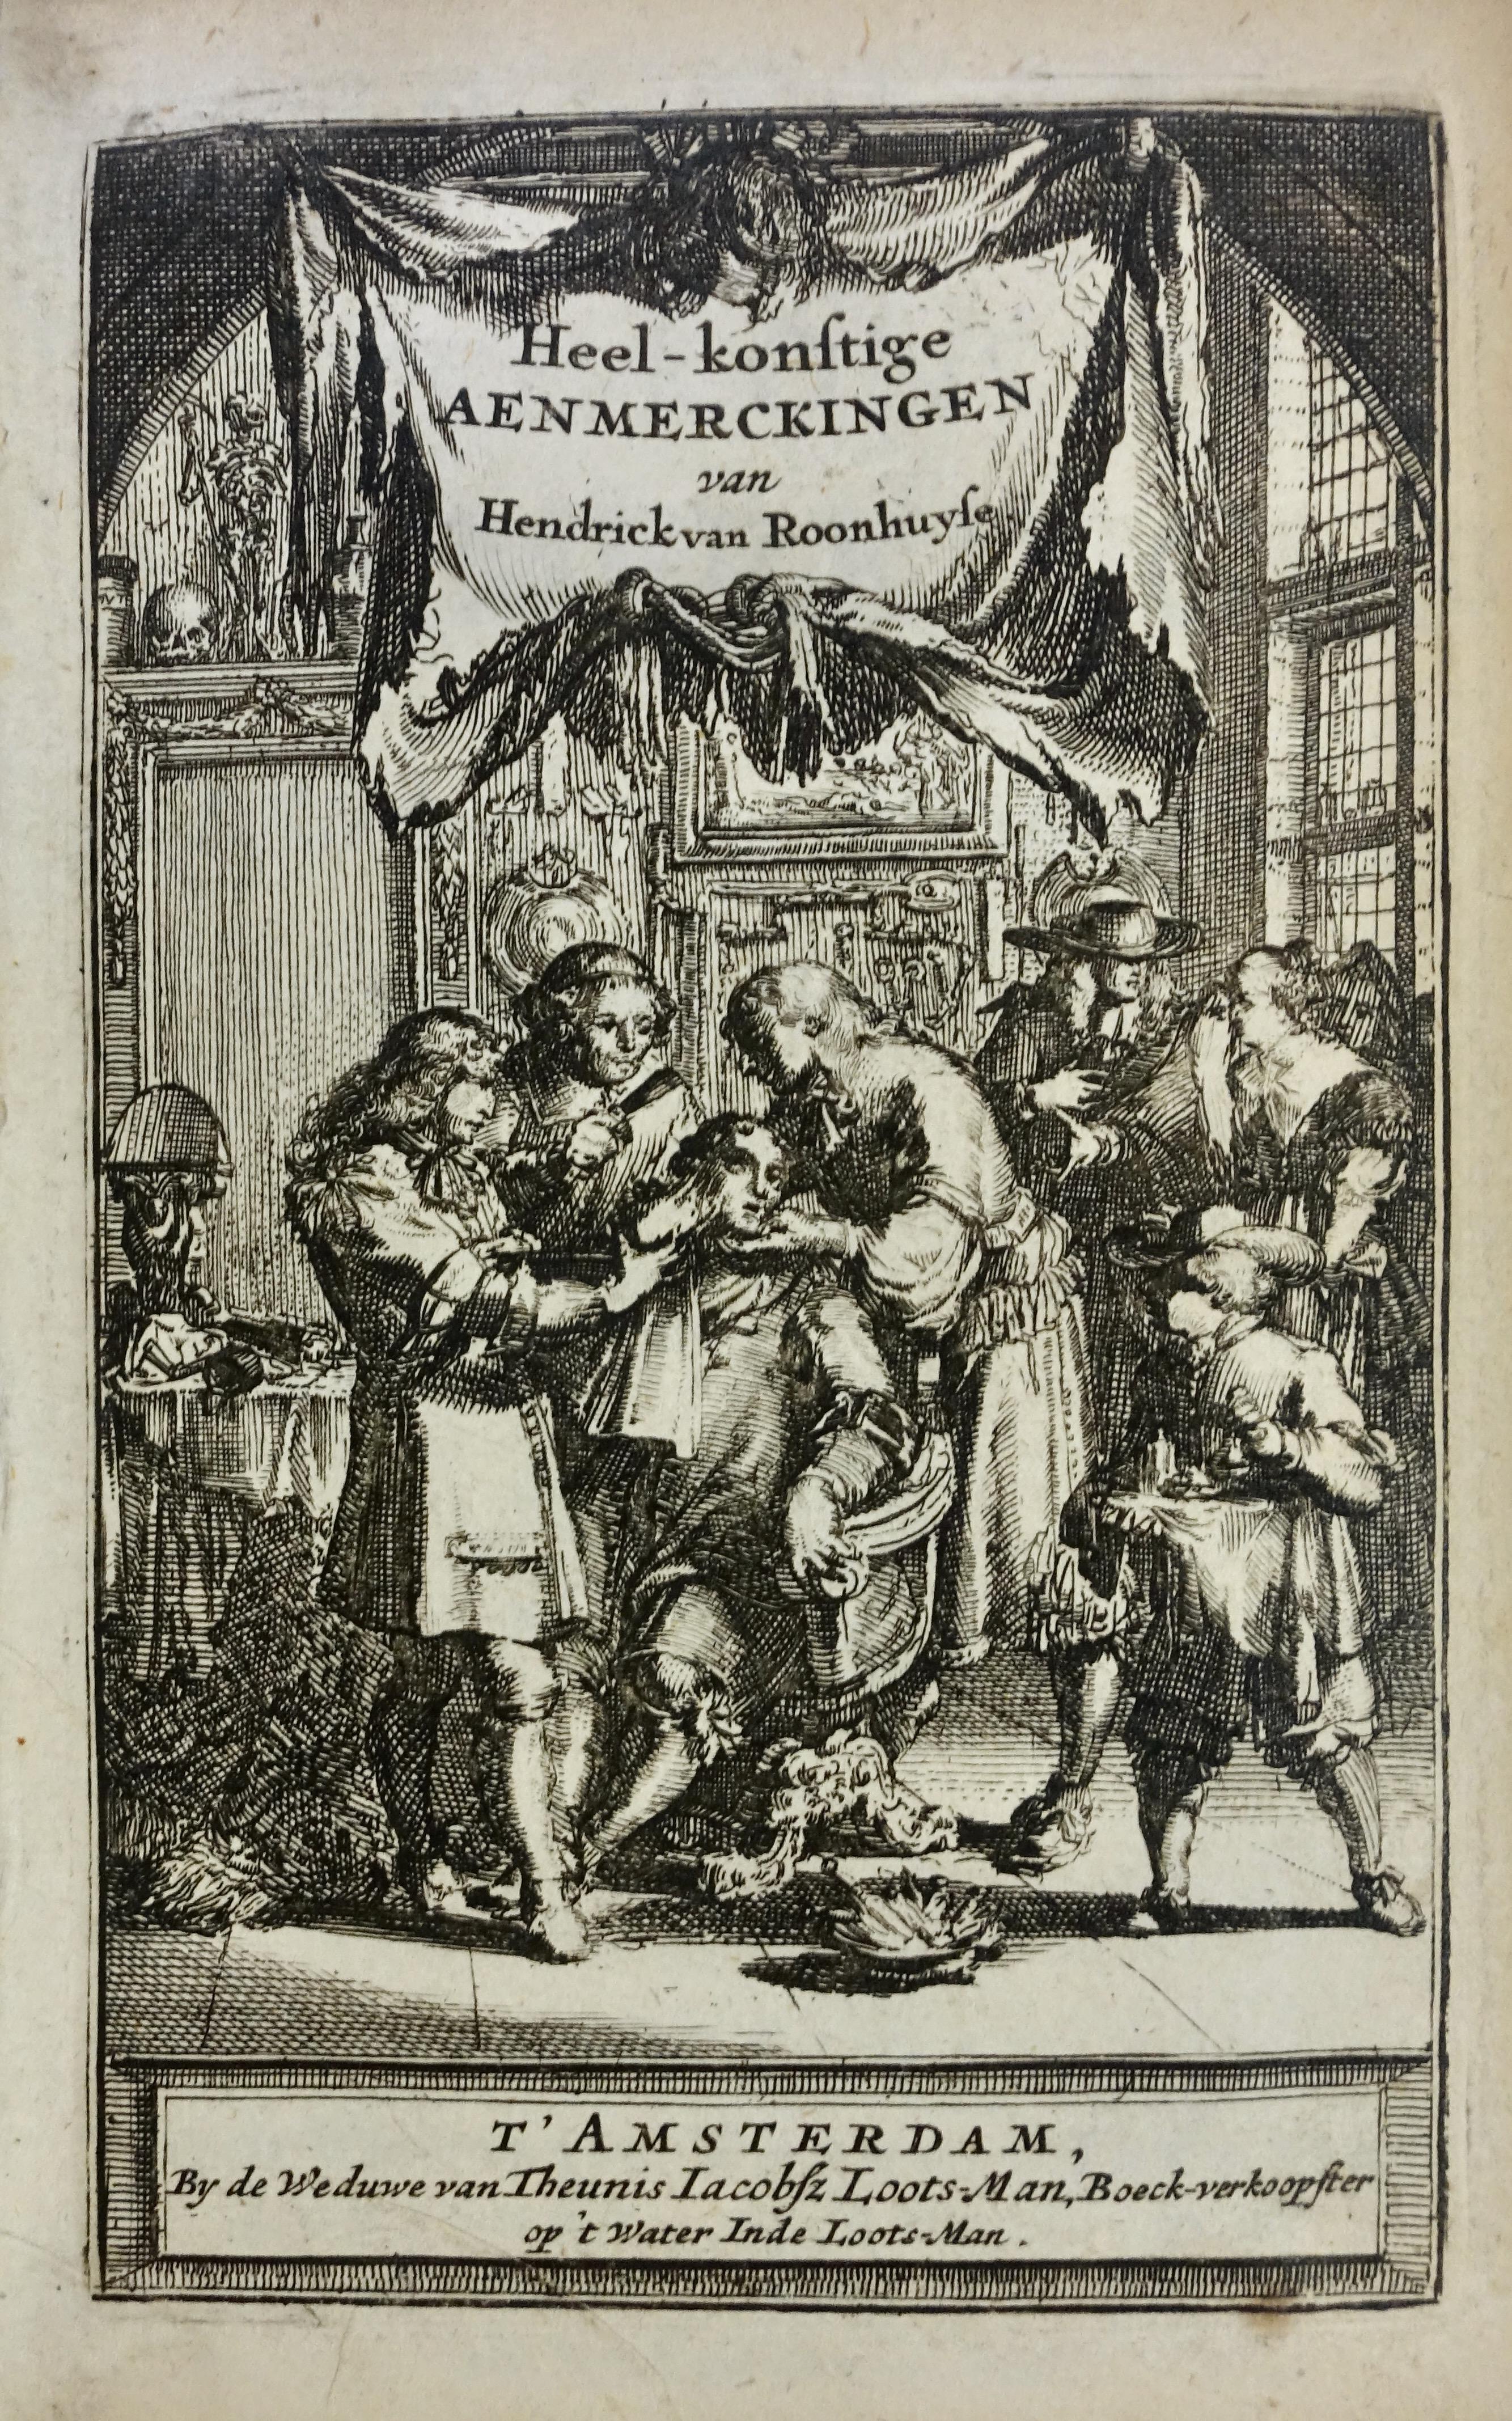 Heel-konſtige
AENMERCKINGEN
van
Hendrick van Roonhuyſe
T' AMSTERDAM,
By de Weduwe van Theunis Iacobſz Loots-Man, Boeck-verkoopſter
op 't Water Inde Loots-Man.